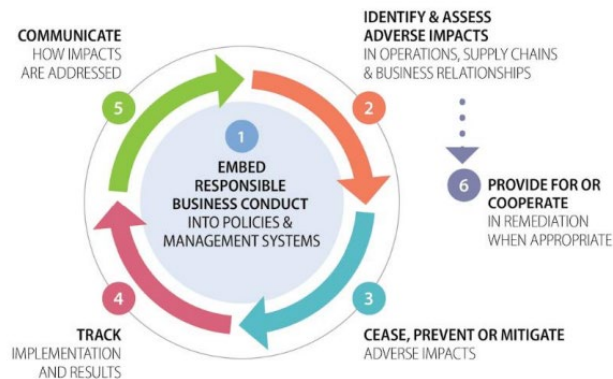 1
EMBED
RESPONSIBLE
BUSINESS CONDUCT
INTO POLICIES &
MANAGEMENT SYSTEMS
2
IDENTIFY & ASSESS
ADVERSE IMPACTS
IN OPERATIONS, SUPPLY CHAINS
& BUSINESS RELATIONSHIPS
3
CEASE, PREVENT OR MITIGATE
ADVERSE IMPACTS
4
TRACK
IMPLEMENTATION
AND RESULTS
5
COMMUNICATE
HOW IMPACTS
ARE ADDRESSED
6
PROVIDE FOR OR
COOPERATE
IN REMEDIATION
WHEN APPROPRIATE